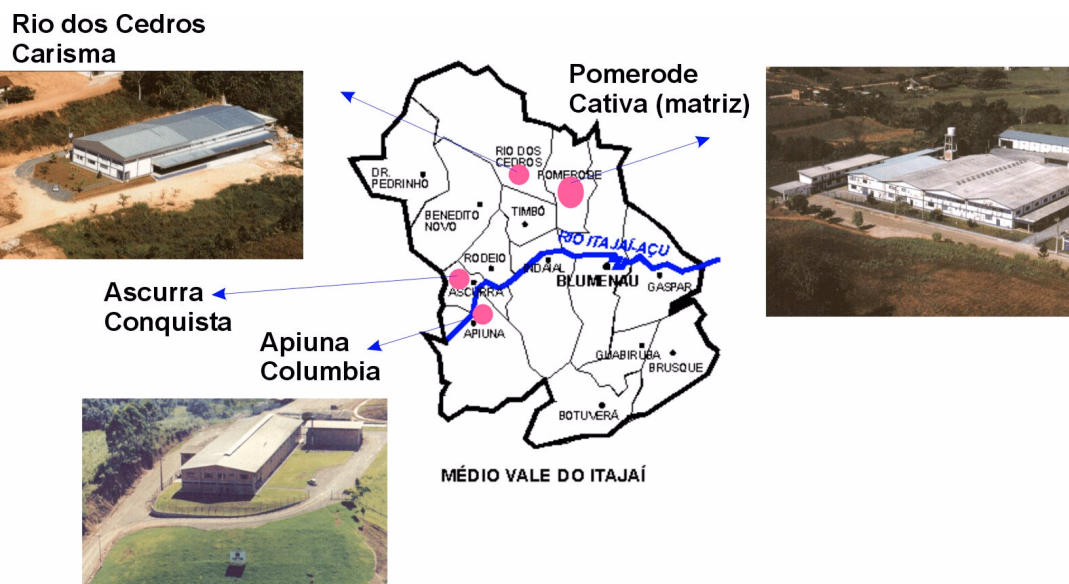 Rio dos Cedros
Carisma
Pomerode
Cativa (matriz)
RIO DOS
CEDROS
POMERODE
DR.
PEDRINHO
BENEDITO
NOVO
TIMBÓ
RIO ITAJAÍ-AÇU
RODEIO
INDAIAL
BLUMENAU
GASPAR
ASCURRA
Ascurra
Conquista
APIUNA
Apiuna
Columbia
GUABIRUBA
BRUSQUE
BOTUVERÁ
MÉDIO VALE DO ITAJAÍ